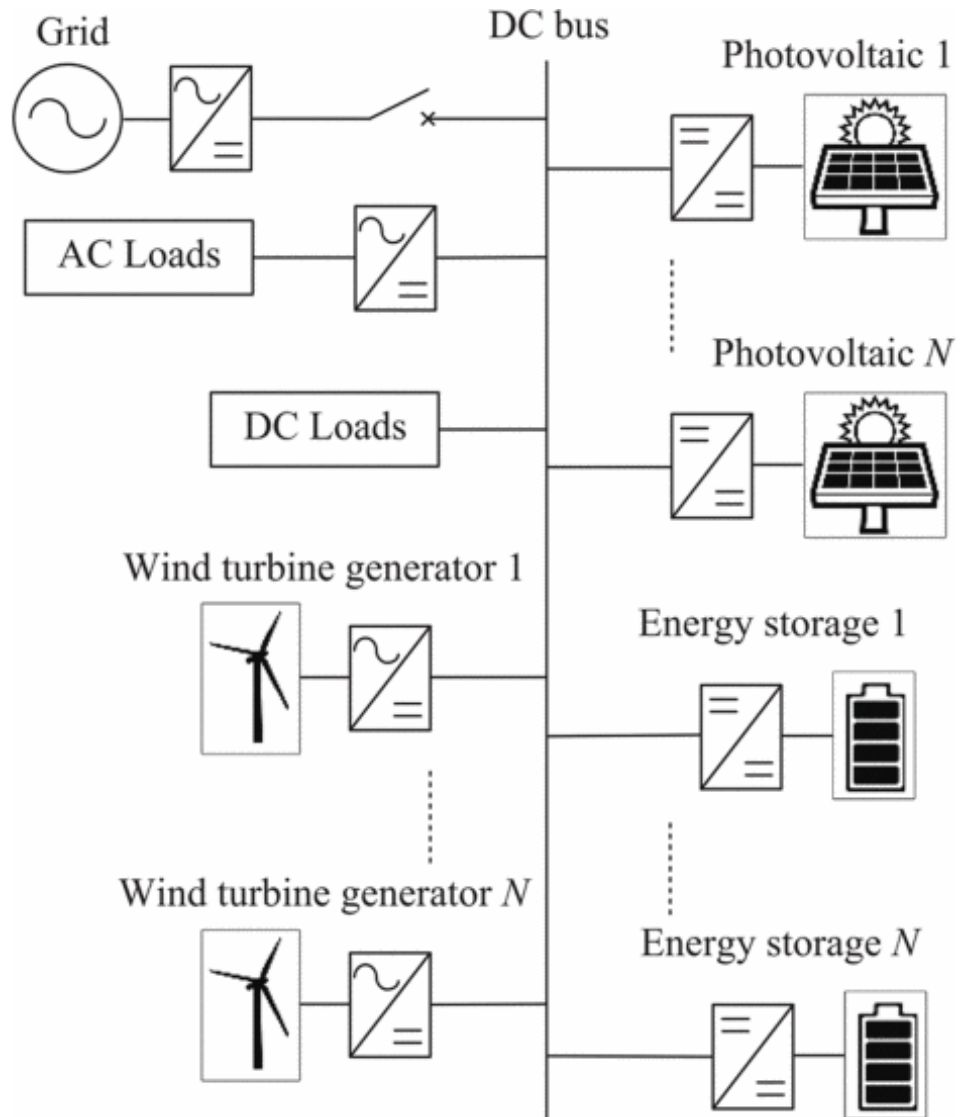 Grid
DC bus
Photovoltaic 1
AC Loads
Photovoltaic N
DC Loads
Wind turbine generator 1
Energy storage 1
Wind turbine generator N
Energy storage N